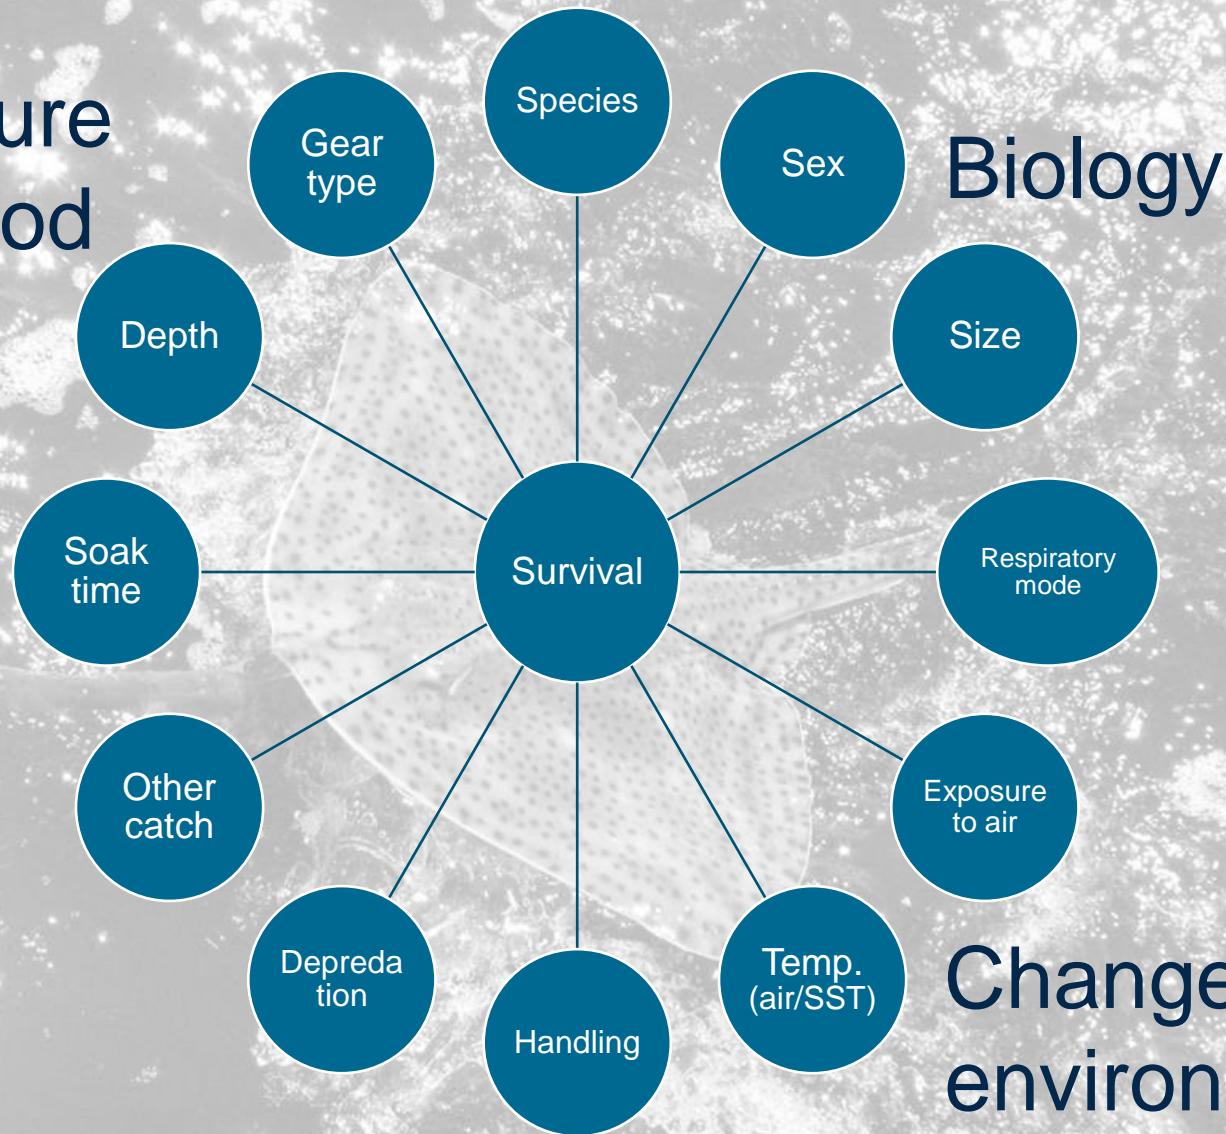 ure
od
Biology
Species
Sex
Size
Respiratory
mode
Exposure
to air
Temp.
(air/SST)
Handling
Depreda
tion
Other
catch
Soak
time
Depth
Gear
type
Survival
Change
environ